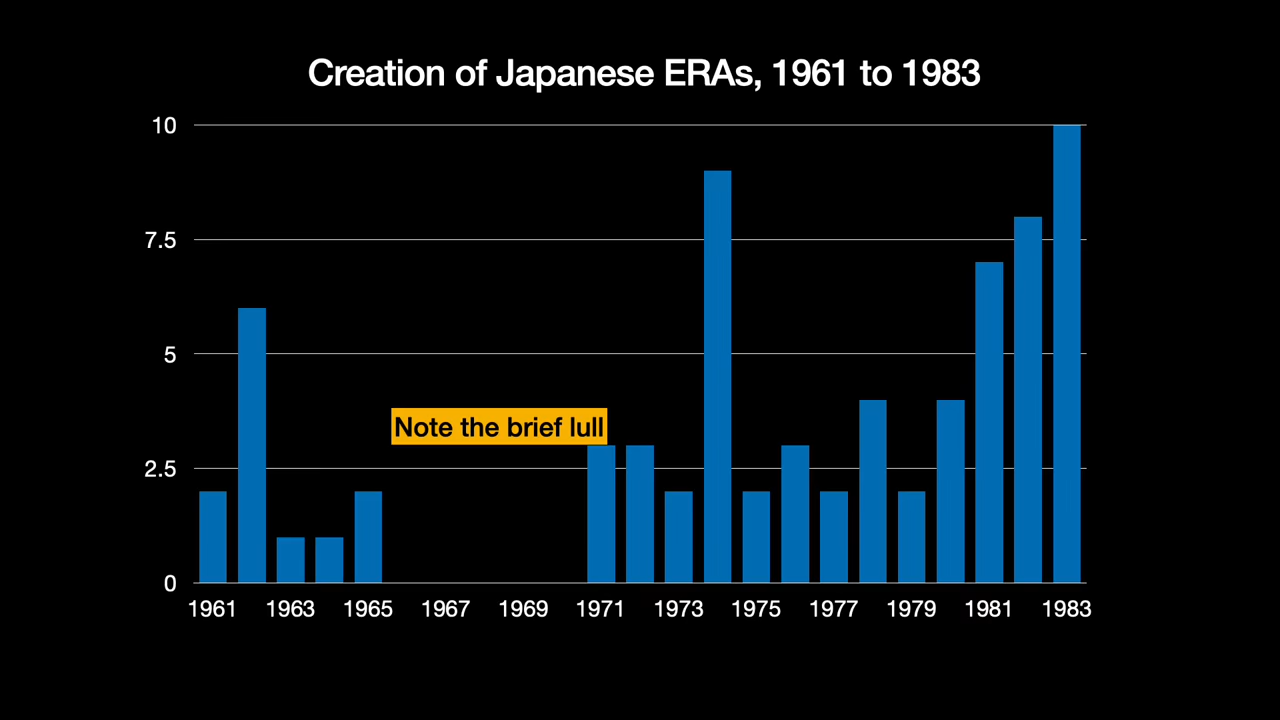 Creation of Japanese ERAs, 1961 to 1983
10
7.5
5
Note the brief lull
2.5
0
1961 1963 1965 1967 1969 1971 1973 1975 1977 1979 1981 1983